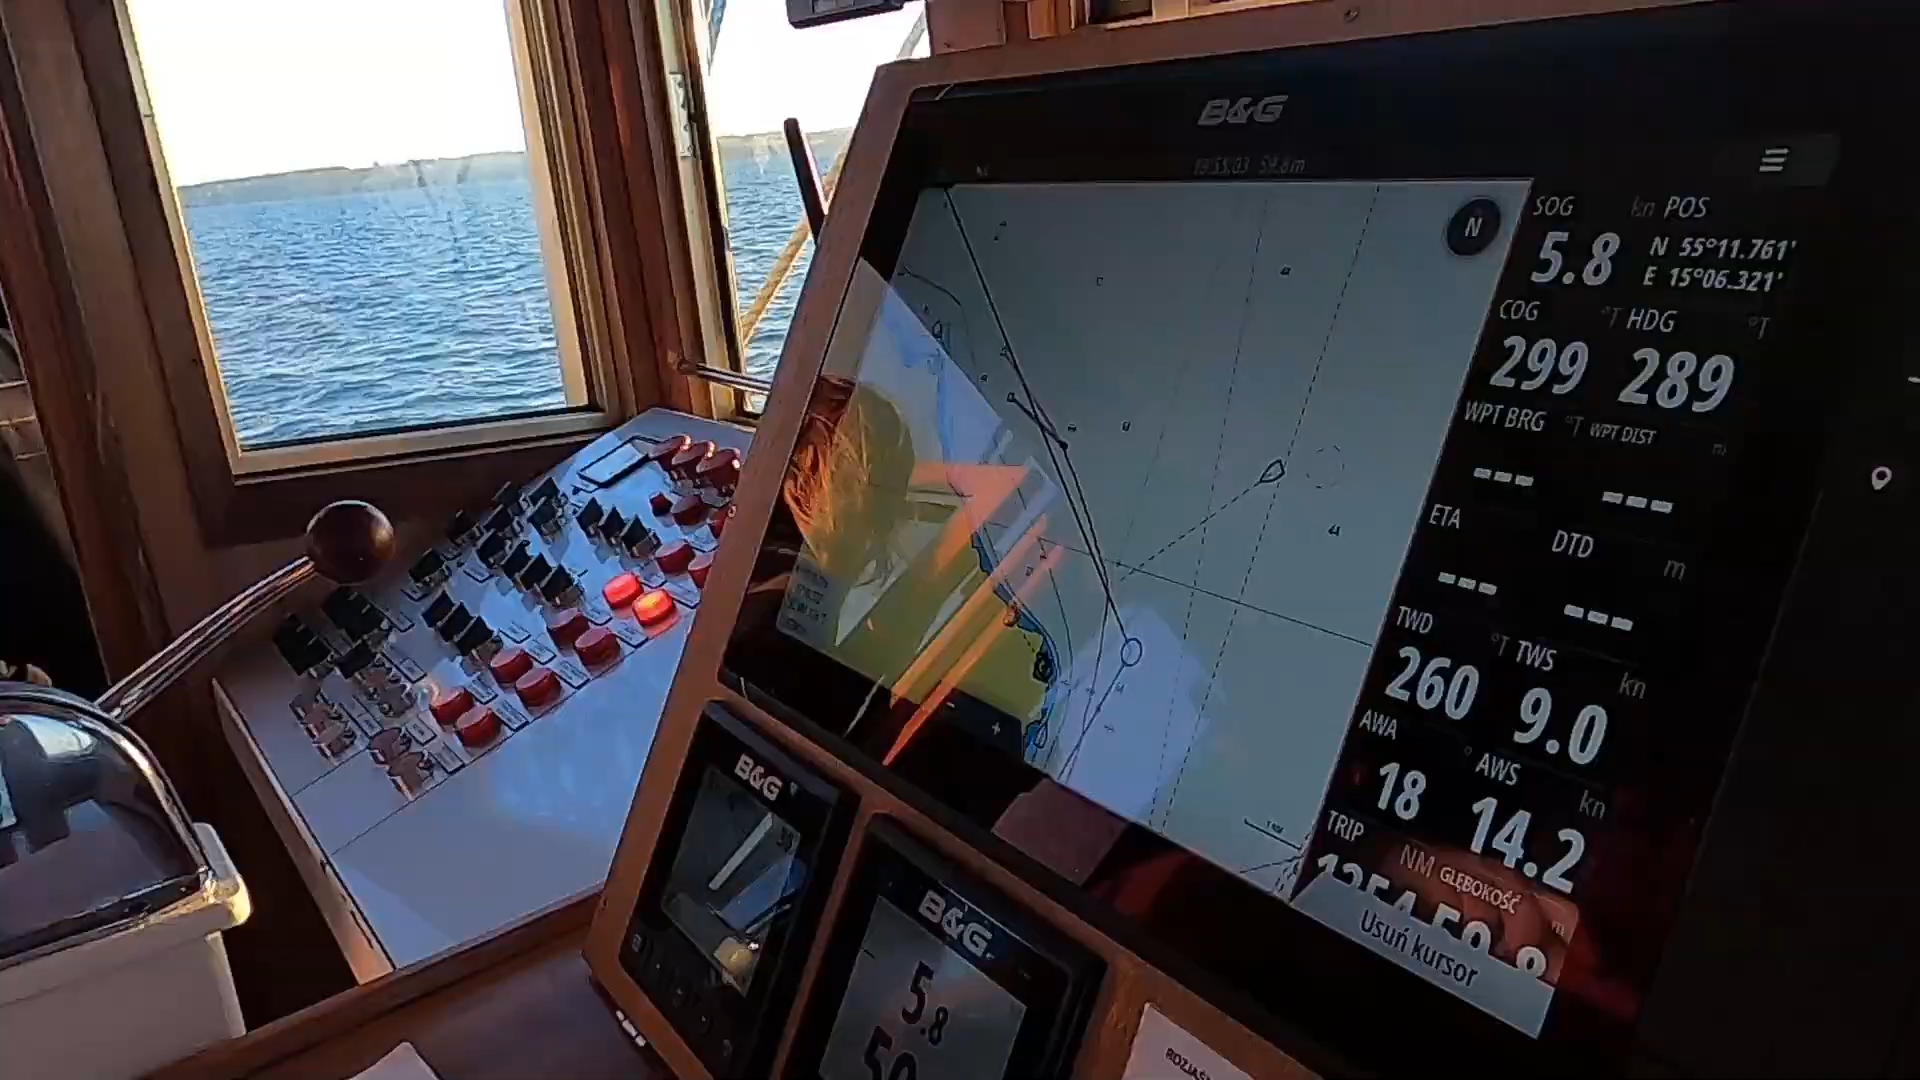 B&G
SOG kn POS
5.8 N 55°11.761'
E 15°06.321'
N
COG °T HDG °T
299 289
WPT BRG °T WPT DIST m
--- ---
ETA DTD m
--- ---
TWD °T TWS kn
260 9.0
AWA ° AWS kn
18 14.2
TRIP NM GŁĘBOKOŚĆ m
Usuń kursor
B&G
B&G
5.8